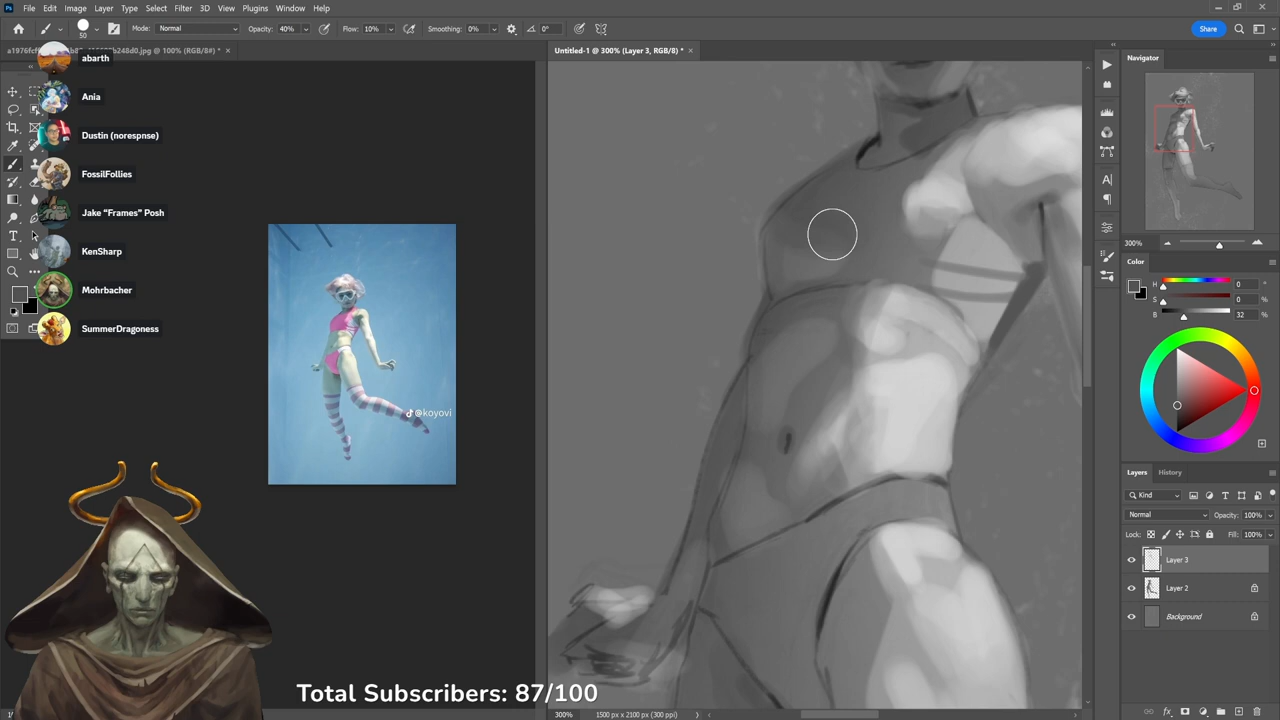 File Edit Image Layer Type Select Filter 3D View Plugins Window Help
50 Mode: Normal Opacity: 40% Flow: 10% Smoothing: 0% 0° Share
Untitled-1 @ 300% (Layer 3, RGB/8) *
abarth
Ania
Dustin (norespnse)
FossilFollies
Jake “Frames” Posh
KenSharp
Mohrbacher
SummerDragoness
@koyovi
Total Subscribers: 87/100
300% 1500 px x 2100 px (300 ppi)
Navigator
300%
Color
H 0 °
S 0 %
B 32 %
Layers History
Kind
Normal Opacity: 100%
Lock: Fill: 100%
Layer 3
Layer 2
Background